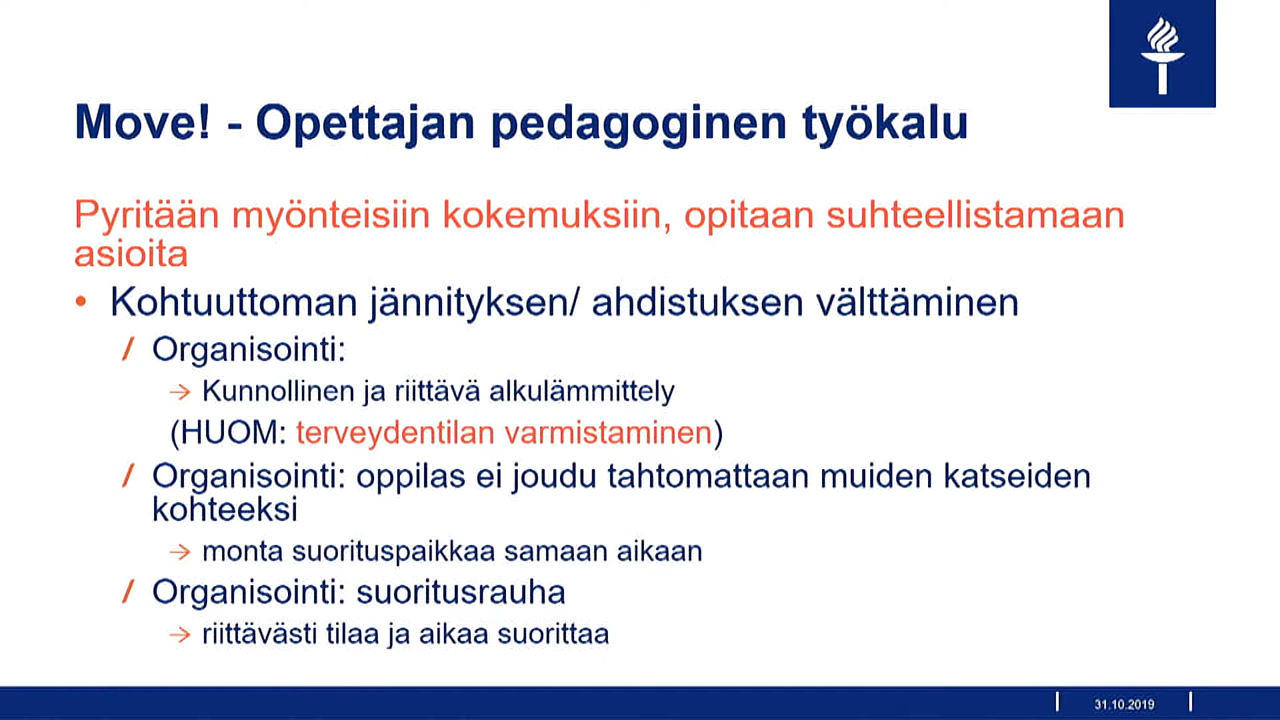 Move! - Opettajan pedagoginen työkalu
Pyritään myönteisiin kokemuksiin, opitaan suhteellistamaan
asioita
• Kohtuuttoman jännityksen/ ahdistuksen välttäminen
/ Organisointi:
→ Kunnollinen ja riittävä alkulämmittely
(HUOM: terveydentilan varmistaminen)
/ Organisointi: oppilas ei joudu tahtomattaan muiden katseiden
kohteeksi
→ monta suorituspaikkaa samaan aikaan
/ Organisointi: suoritusrauha
→ riittävästi tilaa ja aikaa suorittaa
31.10.2019